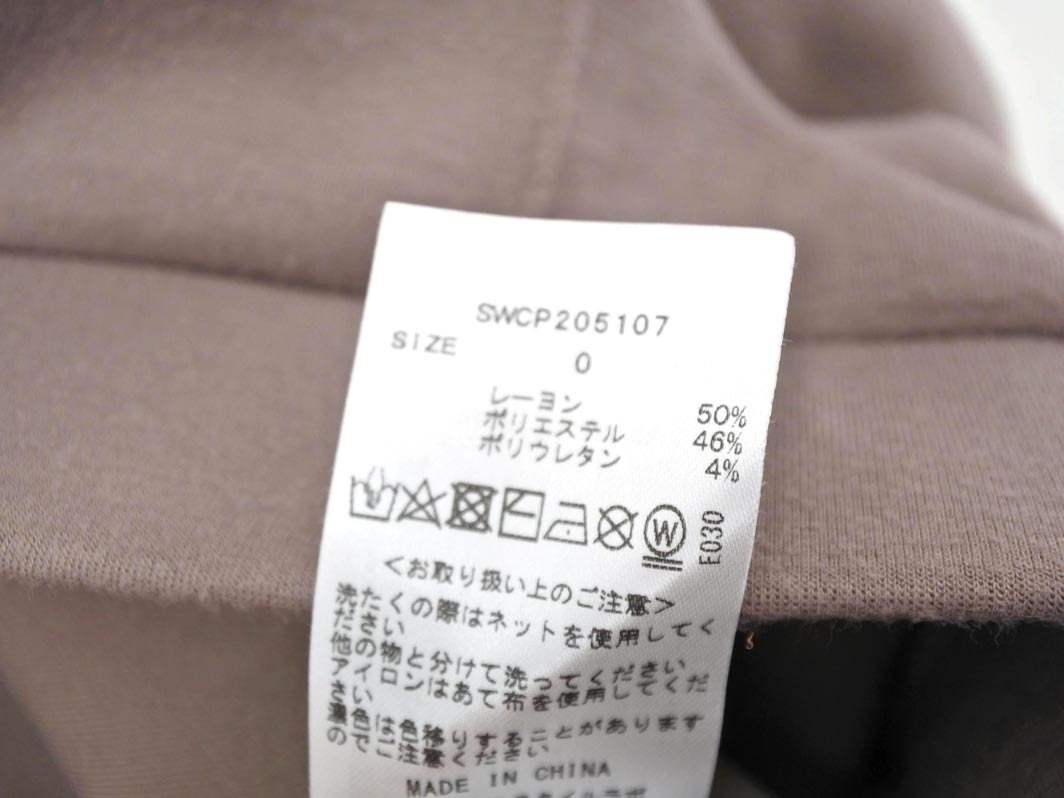 SWCP205107
SIZE 0
レーヨン 50%
ポリエステル 46%
ポリウレタン 4%
W E030
<お取り扱い上のご注意>
洗たくの際はネットを使用してく
ださい
他の物と分けて洗ってください
アイロンはあて布を使用してくだ
さい
濃色は色移りすることがあります
のでご注意ください
MADE IN CHINA